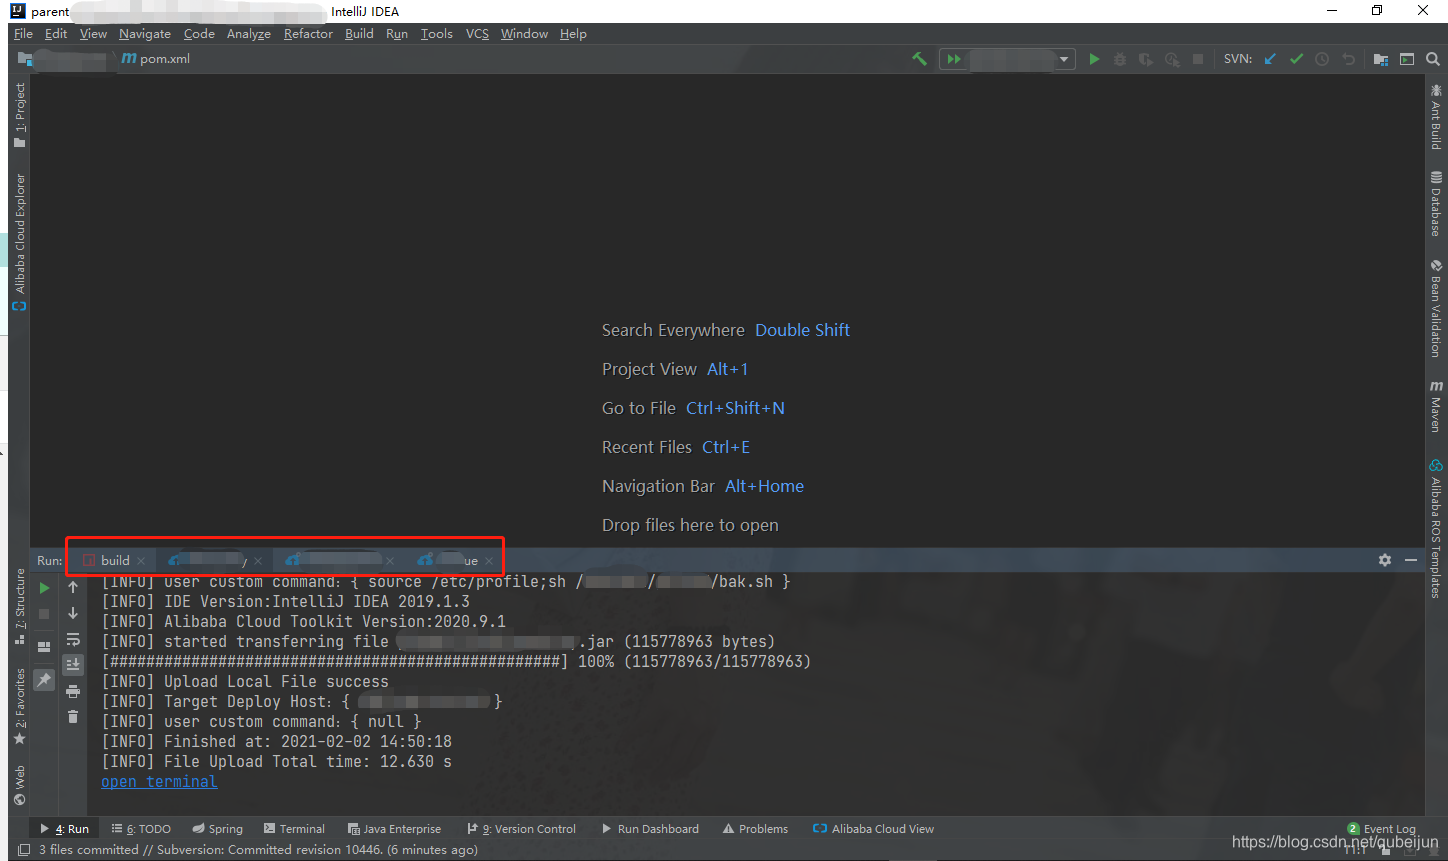 parent IntelliJ IDEA
File Edit View Navigate Code Analyze Refactor Build Run Tools VCS Window Help
pom.xml SVN:
1: Project
Alibaba Cloud Explorer
7: Structure
2: Favorites
Web
Search Everywhere Double Shift
Project View Alt+1
Go to File Ctrl+Shift+N
Recent Files Ctrl+E
Navigation Bar Alt+Home
Drop files here to open
Ant Build
Database
Bean Validation
Maven
Alibaba ROS Templates
Run: build y ue
[INFO] user custom command: { source /etc/profile;sh / / /bak.sh }
[INFO] IDE Version:IntelliJ IDEA 2019.1.3
[INFO] Alibaba Cloud Toolkit Version:2020.9.1
[INFO] started transferring file .jar (115778963 bytes)
[##################################################] 100% (115778963/115778963)
[INFO] Upload Local File success
[INFO] Target Deploy Host: { }
[INFO] user custom command: { null }
[INFO] Finished at: 2021-02-02 14:50:18
[INFO] File Upload Total time: 12.630 s
open terminal
4: Run 6: TODO Spring Terminal Java Enterprise 9: Version Control Run Dashboard Problems Alibaba Cloud View 2 Event Log
3 files committed // Subversion: Committed revision 10446. (6 minutes ago) 11:1
https://blog.csdn.net/qubeijun